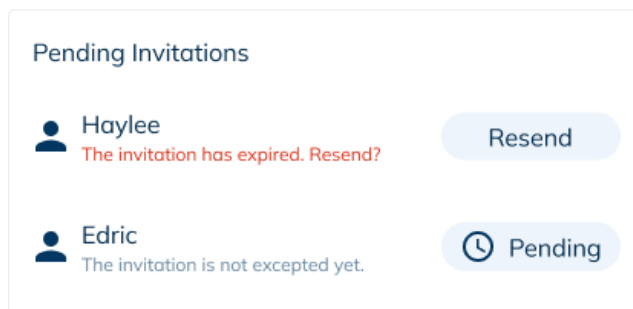 Pending Invitations
Haylee
The invitation has expired. Resend?
Resend
Edric
The invitation is not excepted yet.
Pending